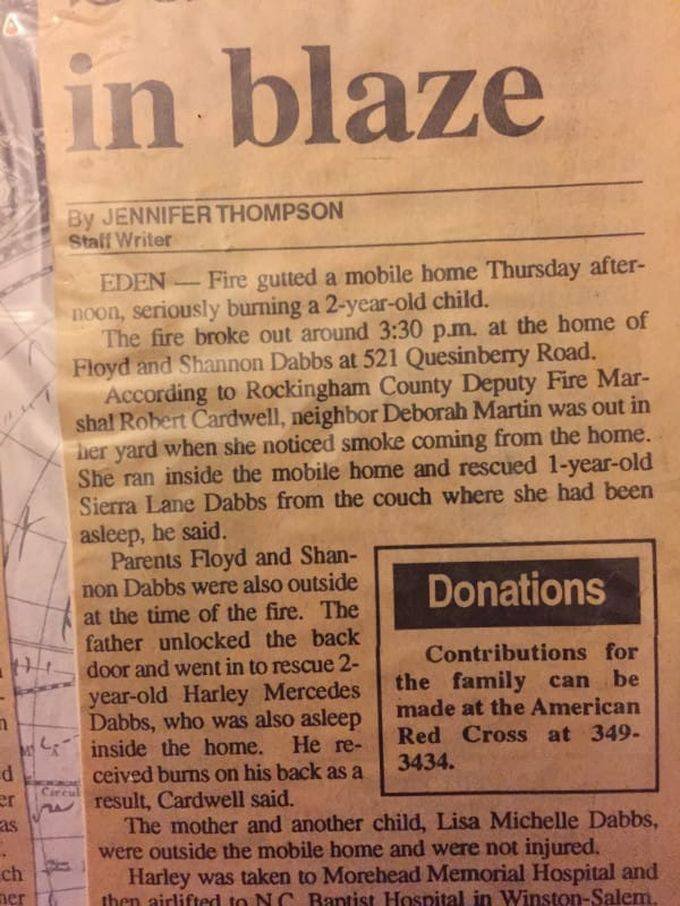 in blaze
By JENNIFER THOMPSON
Staff Writer
EDEN — Fire gutted a mobile home Thursday after-
noon, seriously burning a 2-year-old child.
The fire broke out around 3:30 p.m. at the home of
Floyd and Shannon Dabbs at 521 Quesinberry Road.
According to Rockingham County Deputy Fire Mar-
shal Robert Cardwell, neighbor Deborah Martin was out in
her yard when she noticed smoke coming from the home.
She ran inside the mobile home and rescued 1-year-old
Sierra Lane Dabbs from the couch where she had been
asleep, he said.
Parents Floyd and Shan-
non Dabbs were also outside
at the time of the fire. The
father unlocked the back
door and went in to rescue 2-
year-old Harley Mercedes
Dabbs, who was also asleep
inside the home. He re-
ceived burns on his back as a
result, Cardwell said.
Donations
Contributions for
the family can be
made at the American
Red Cross at 349-
3434.
The mother and another child, Lisa Michelle Dabbs,
were outside the mobile home and were not injured.
Harley was taken to Morehead Memorial Hospital and
then airlifted to N.C. Baptist Hospital in Winston-Salem.